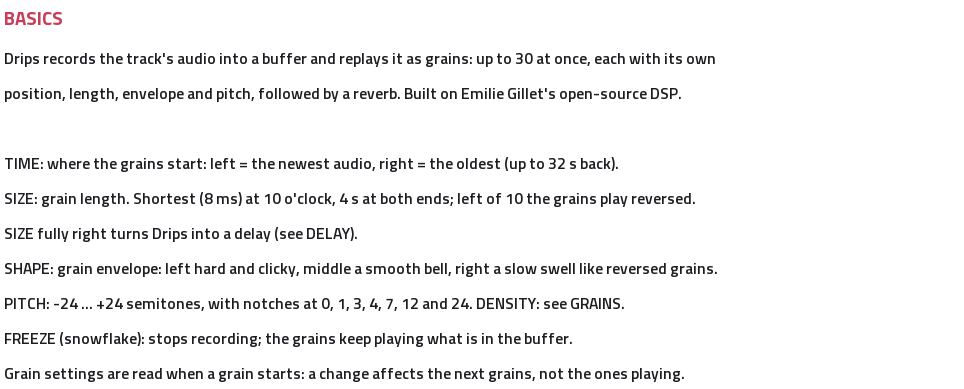 BASICS
Drips records the track's audio into a buffer and replays it as grains: up to 30 at once, each with its own
position, length, envelope and pitch, followed by a reverb. Built on Emilie Gillet's open-source DSP.
TIME: where the grains start: left = the newest audio, right = the oldest (up to 32 s back).
SIZE: grain length. Shortest (8 ms) at 10 o'clock, 4 s at both ends; left of 10 the grains play reversed.
SIZE fully right turns Drips into a delay (see DELAY).
SHAPE: grain envelope: left hard and clicky, middle a smooth bell, right a slow swell like reversed grains.
PITCH: -24 ... +24 semitones, with notches at 0, 1, 3, 4, 7, 12 and 24. DENSITY: see GRAINS.
FREEZE (snowflake): stops recording; the grains keep playing what is in the buffer.
Grain settings are read when a grain starts: a change affects the next grains, not the ones playing.